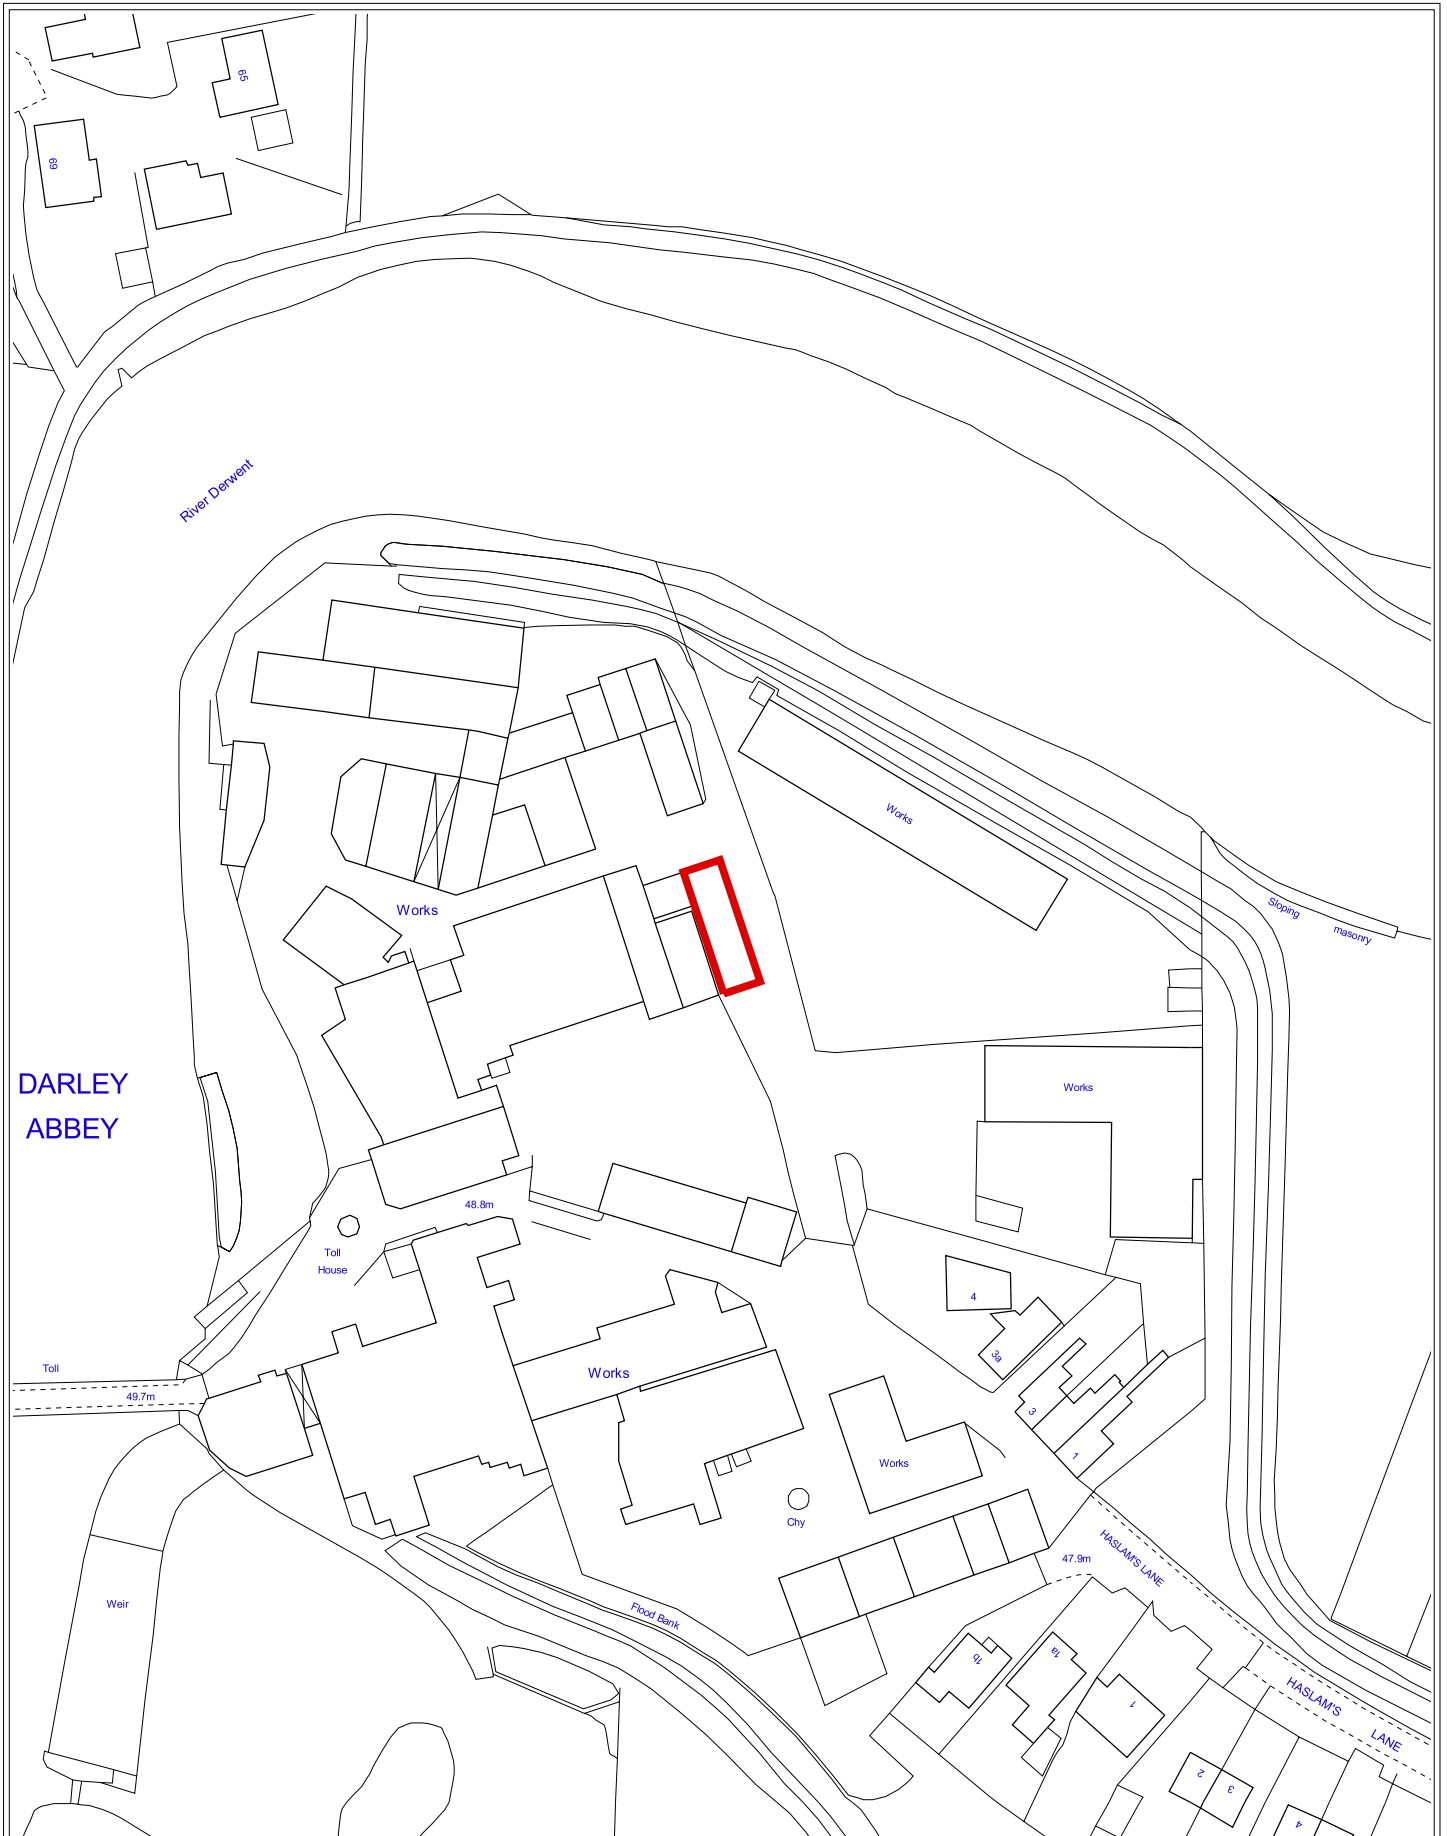 65
69
River Derwent
Works
Works
Sloping
masonry
DARLEY
ABBEY
Works
48.8m
Toll
House
4
3a
Toll
49.7m
Works
3
1
Works
Chy
HASLAM'S LANE
47.9m
Weir
Flood Bank
1b
1a
1
HASLAM'S
LANE
2
3
4